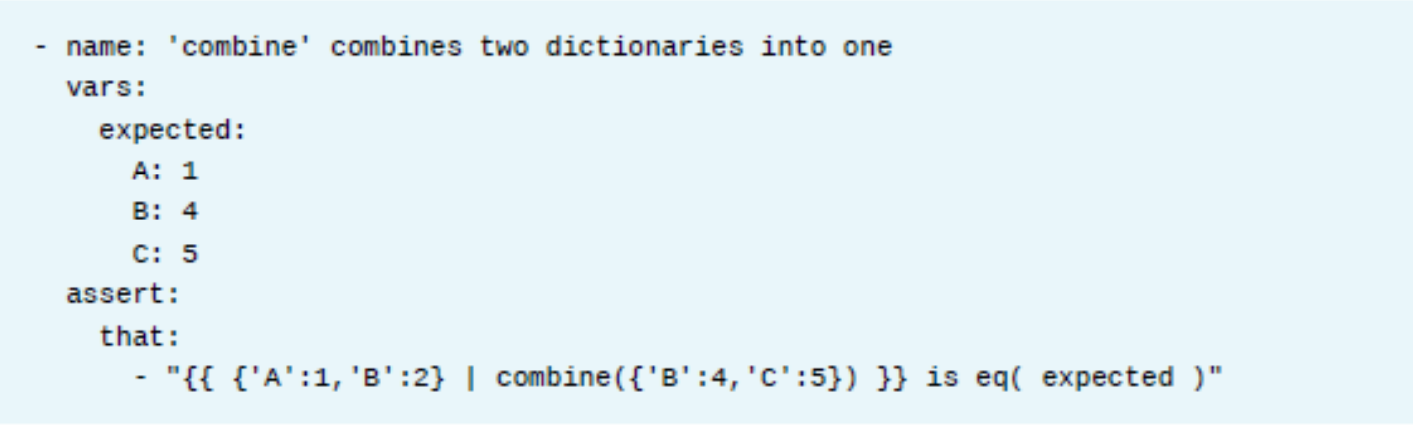 - name: 'combine' combines two dictionaries into one
  vars:
    expected:
      A: 1
      B: 4
      C: 5
  assert:
    that:
      - "{{ {'A':1,'B':2} | combine({'B':4,'C':5}) }} is eq( expected )"